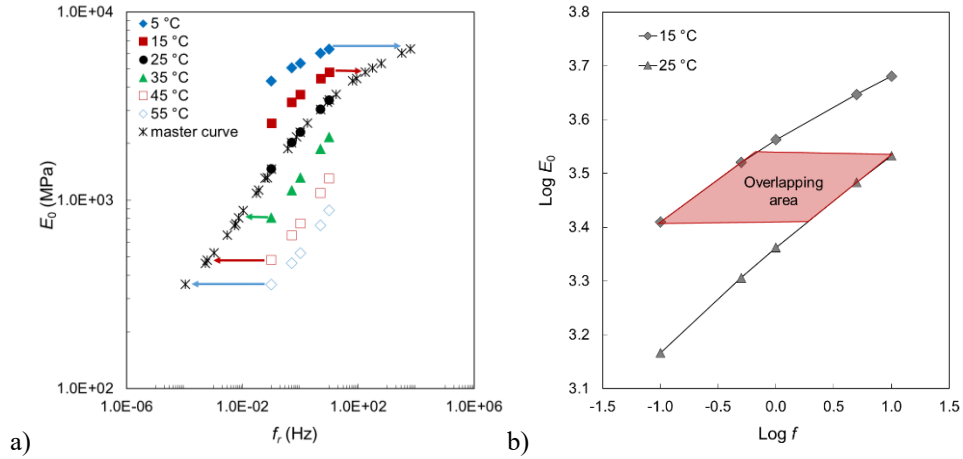 1.0E+04
1.0E+03
1.0E+02
E0 (MPa)
5 °C
15 °C
25 °C
35 °C
45 °C
55 °C
master curve
1.0E-06
1.0E-02
1.0E+02
1.0E+06
fr (Hz)
a)
3.8
3.7
3.6
3.5
3.4
3.3
3.2
3.1
Log E0
15 °C
25 °C
Overlapping
area
-1.5
-1.0
-0.5
0.0
0.5
1.0
1.5
Log f
b)